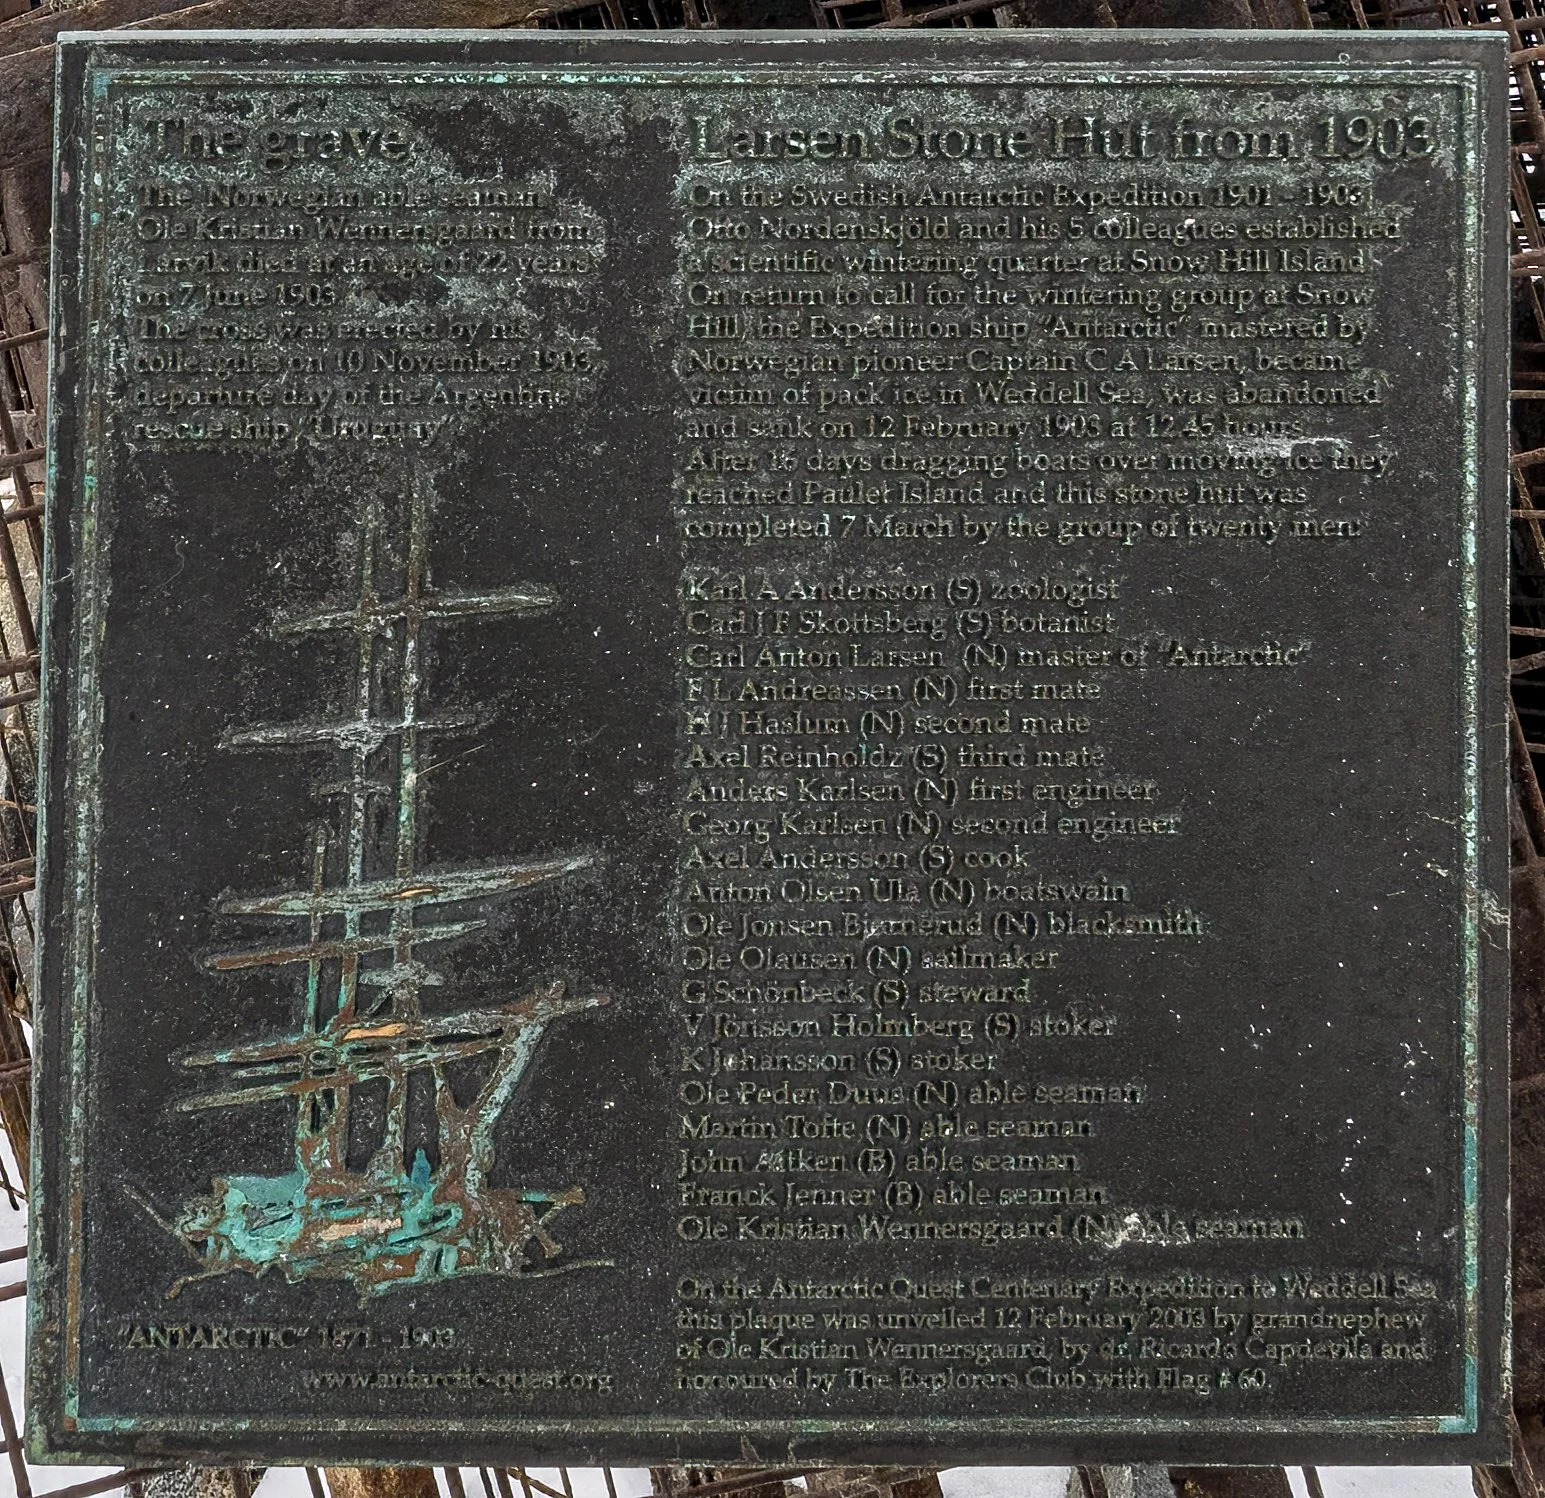 The grave
The Norwegian able seaman
Ole Kristian Wennersgaard from
Larvik died at an age of 22 years
on 7 June 1903
The cross was erected by his
colleagues on 10 November 1903,
departure day of the Argentine
rescue ship "Uruguay"
"ANTARCTIC" 1871 - 1903
www.antarctic-quest.org
Larsen Stone Hut from 1903
On the Swedish Antarctic Expedition 1901 - 1903,
Otto Nordenskjöld and his 5 colleagues established
a scientific wintering quarter at Snow Hill Island
On return to call for the wintering group at Snow
Hill, the Expedition ship "Antarctic" mastered by
Norwegian pioneer Captain C A Larsen, became
victim of pack ice in Weddell Sea, was abandoned
and sunk on 12 February 1903 at 12.45 hours.
After 16 days dragging boats over moving ice they
reached Paulet Island and this stone hut was
completed 7 March by the group of twenty men:
Karl A Andersson (S) zoologist
Carl J F Skottsberg (S) botanist
Carl Anton Larsen (N) master of "Antarctic"
F L Andreassen (N) first mate
H J Haslum (N) second mate
Axel Reinholdz (S) third mate
Anders Karlsen (N) first engineer
Georg Karlsen (N) second engineer
Axel Andersson (S) cook
Anton Olsen Ula (N) boatswein
Ole Jonsen Bjørnerud (N) blacksmith
Ole Olausen (N) sailmaker
G Schönbeck (S) steward
V Jönsson Holmberg (S) stoker
K Johansson (S) stoker
Ole Peder Duus (N) able seaman
Martin Tofte (N) able seaman
John Aitken (B) able seaman
Franck Jenner (B) able seaman
Ole Kristian Wennersgaard (N) able seaman
On the Antarctic Quest Centenary Expedition to Weddell Sea
this plaque was unveiled 12 February 2003 by grandnephew
of Ole Kristian Wennersgaard, by dr. Ricardo Capdevila and
honoured by The Explorers Club with Flag # 60.